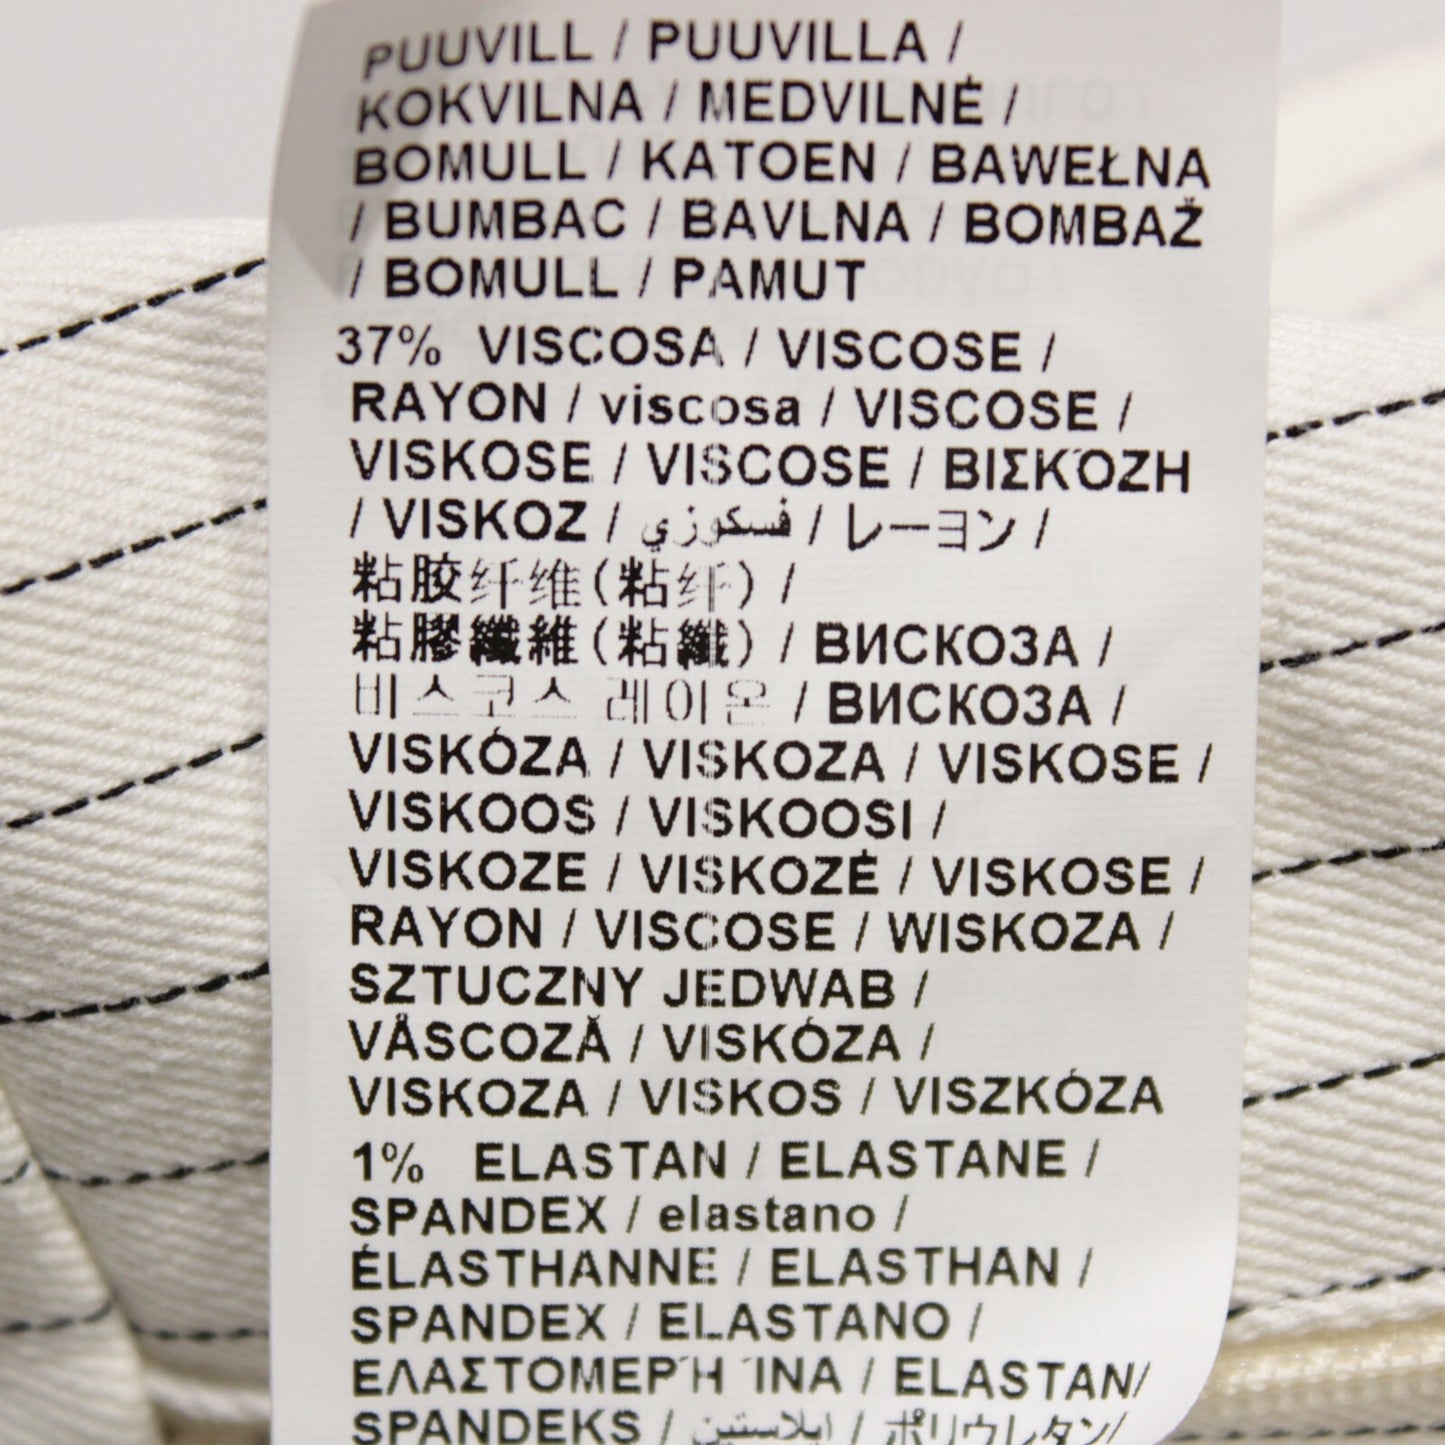 PUUVILL / PUUVILLA /
KOKVILNA / MEDVILNĖ /
BOMULL / KATOEN / BAWEŁNA
/ BUMBAC / BAVLNA / BOMBAŽ
/ BOMULL / PAMUT
37% VISCOSA / VISCOSE /
RAYON / viscosa / VISCOSE /
VISKOSE / VISCOSE / ΒΙΣΚΌΖΗ
/ VISKOZ / فسكوزي / レーヨン /
粘胶纤维(粘纤) /
粘膠纖維(粘纖) / ВИСКОЗА /
비스코스 레이온 / ВИСКОЗА /
VISKÓZA / VISKOZA / VISKOSE /
VISKOOS / VISKOOSI /
VISKOZE / VISKOZĖ / VISKOSE /
RAYON / VISCOSE / WISKOZA /
SZTUCZNY JEDWAB /
VÂSCOZĂ / VISKÓZA /
VISKOZA / VISKOS / VISZKÓZA
1% ELASTAN / ELASTANE /
SPANDEX / elastano /
ÉLASTHANNE / ELASTHAN /
SPANDEX / ELASTANO /
ΕΛΑΣΤΟΜΕΡΉ ΊΝΑ / ELASTAN/
SPANDEKS / ايلاستين / ポリウレタン/